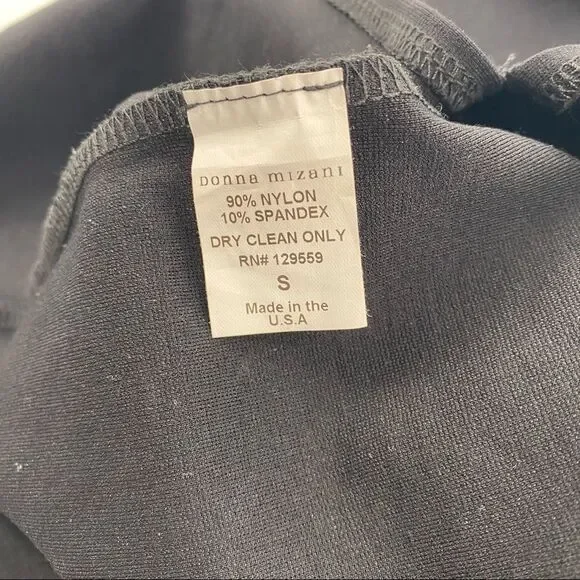 Donna mizani
90% NYLON
10% SPANDEX
DRY CLEAN ONLY
RN# 129559
S
Made in the
U.S.A